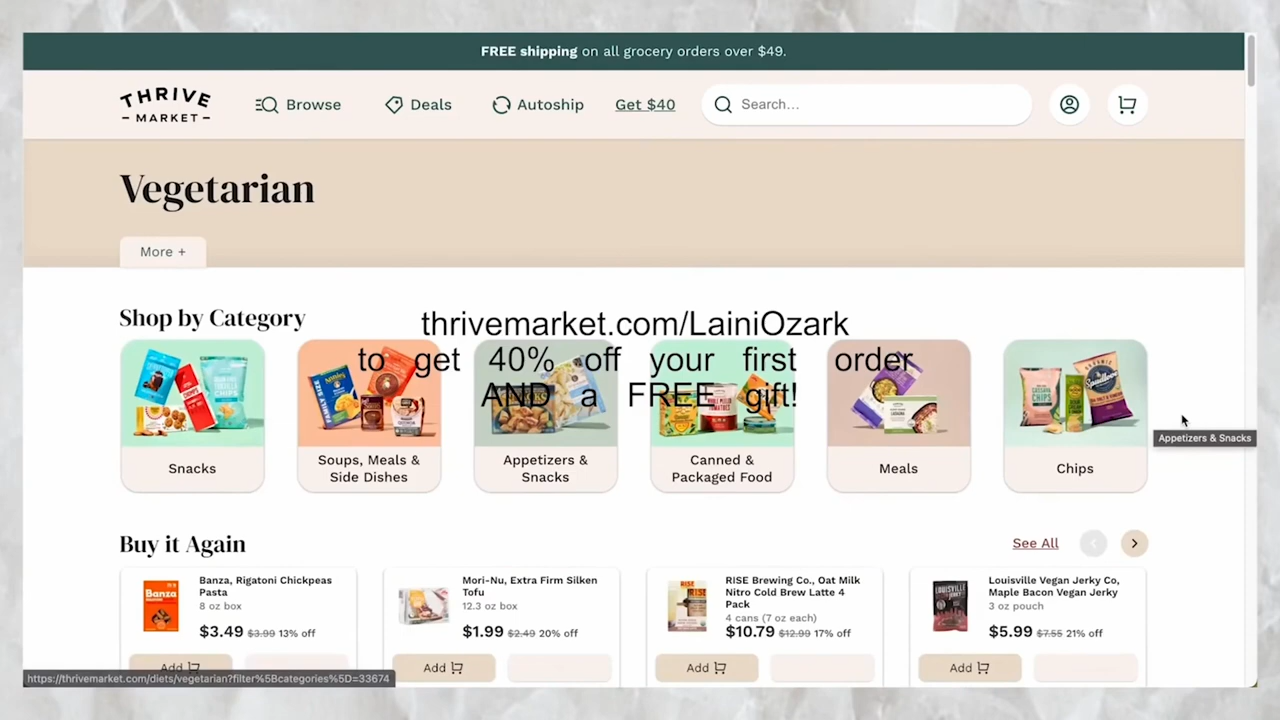 FREE shipping on all grocery orders over $49.
THRIVE
MARKET
Browse
Deals
Autoship
Get $40
Search...
Vegetarian
More +
Shop by Category
thrivemarket.com/LainiOzark
to get 40% off your first order
AND a FREE gift!
Snacks
Soups, Meals &
Side Dishes
Appetizers &
Snacks
Canned &
Packaged Food
Meals
Chips
Appetizers & Snacks
Buy it Again
See All
Banza
Banza, Rigatoni Chickpeas
Pasta
8 oz box
$3.49 $3.99 13% off
Add
Mori-Nu, Extra Firm Silken
Tofu
12.3 oz box
$1.99 $2.49 20% off
Add
RISE
RISE Brewing Co., Oat Milk
Nitro Cold Brew Latte 4
Pack
4 cans (7 oz each)
$10.79 $12.99 17% off
Add
LOUISVILLE
Louisville Vegan Jerky Co,
Maple Bacon Vegan Jerky
3 oz pouch
$5.99 $7.55 21% off
Add
https://thrivemarket.com/diets/vegetarian?filter%5Bcategories%5D=33674